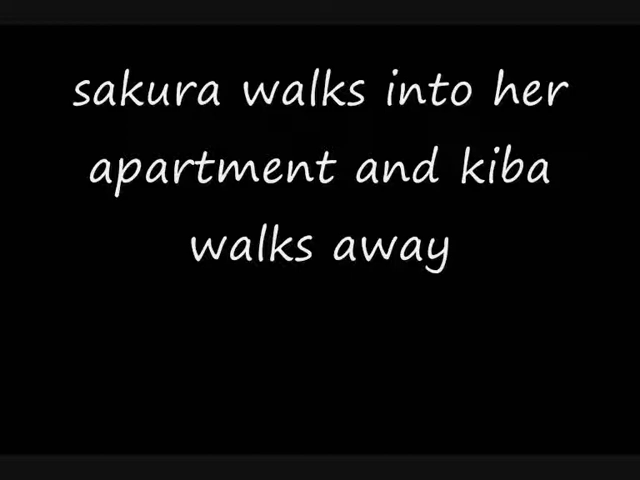 sakura walks into her
apartment and kiba
walks away